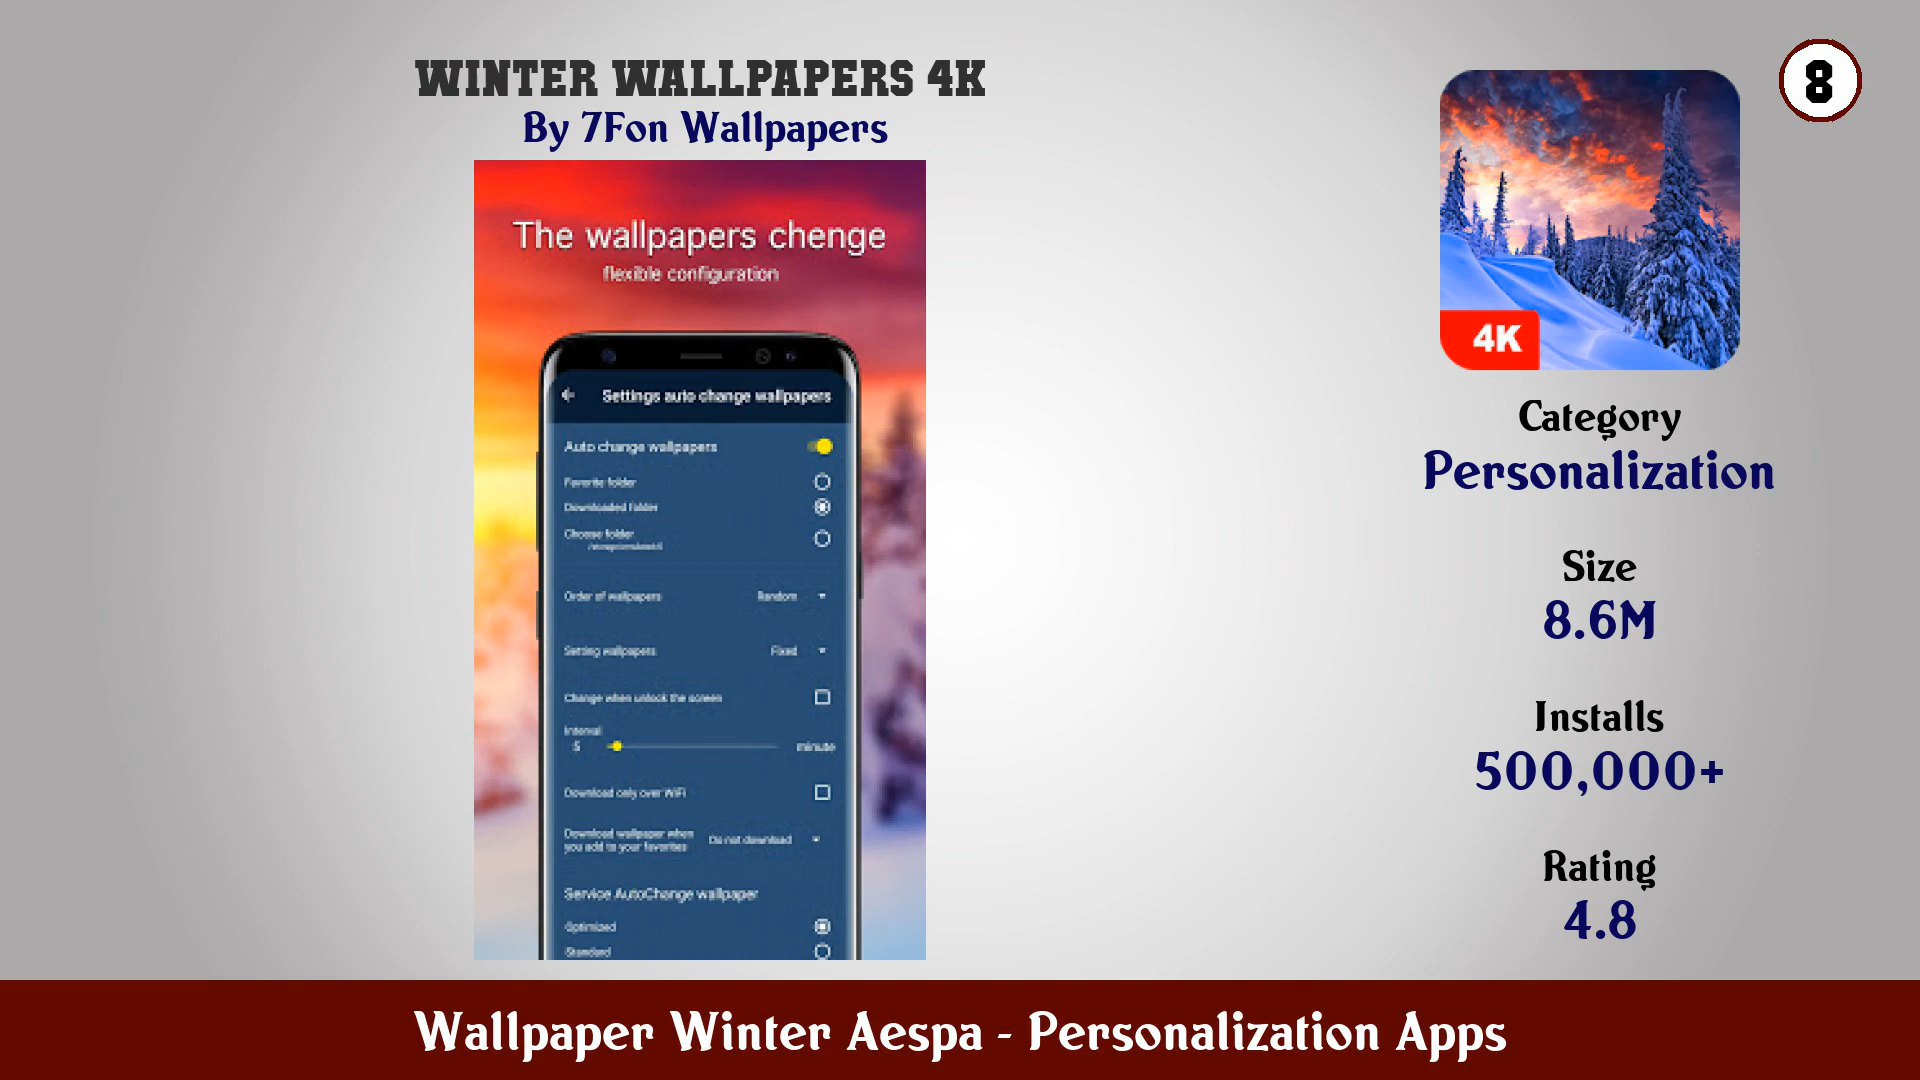 WINTER WALLPAPERS 4K
By 7Fon Wallpapers
The wallpapers chenge
flexible configuration
Settings auto change wallpapers
Auto change wallpapers
Favorite folder
Downloaded folder
Choose folder
Order of wallpapers Random
Setting wallpapers Fixed
Change when unlock the screen
Interval
5 minute
Download only over WiFi
Download wallpaper when
you add to your favorites Do not download
Service AutoChange wallpaper
Optimized
Standard
8
4K
Category
Personalization
Size
8.6M
Installs
500,000+
Rating
4.8
Wallpaper Winter Aespa - Personalization Apps